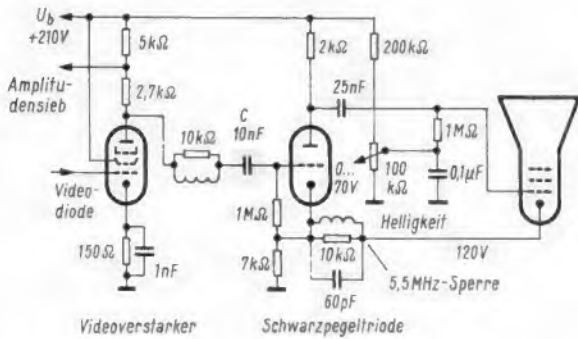 U_b
+210V
5kΩ
2kΩ
200kΩ
Amplitu-
densieb
2,7kΩ
25nF
C
10nF
10kΩ
1MΩ
0...
70V
100
kΩ
0,1µF
Video-
diode
1MΩ
Helligkeit
150Ω
1nF
7kΩ
10kΩ
120V
60pF
5,5MHz-Sperre
Videoverstarker
Schwarzpegeltriode